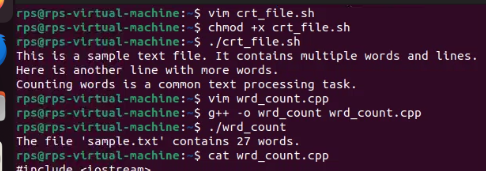 rps@rps-virtual-machine:~$ vim crt_file.sh
rps@rps-virtual-machine:~$ chmod +x crt_file.sh
rps@rps-virtual-machine:~$ ./crt_file.sh
This is a sample text file. It contains multiple words and lines.
Here is another line with more words.
Counting words is a common text processing task.
rps@rps-virtual-machine:~$ vim wrd_count.cpp
rps@rps-virtual-machine:~$ g++ -o wrd_count wrd_count.cpp
rps@rps-virtual-machine:~$ ./wrd_count
The file 'sample.txt' contains 27 words.
rps@rps-virtual-machine:~$ cat wrd_count.cpp
#include <iostream>